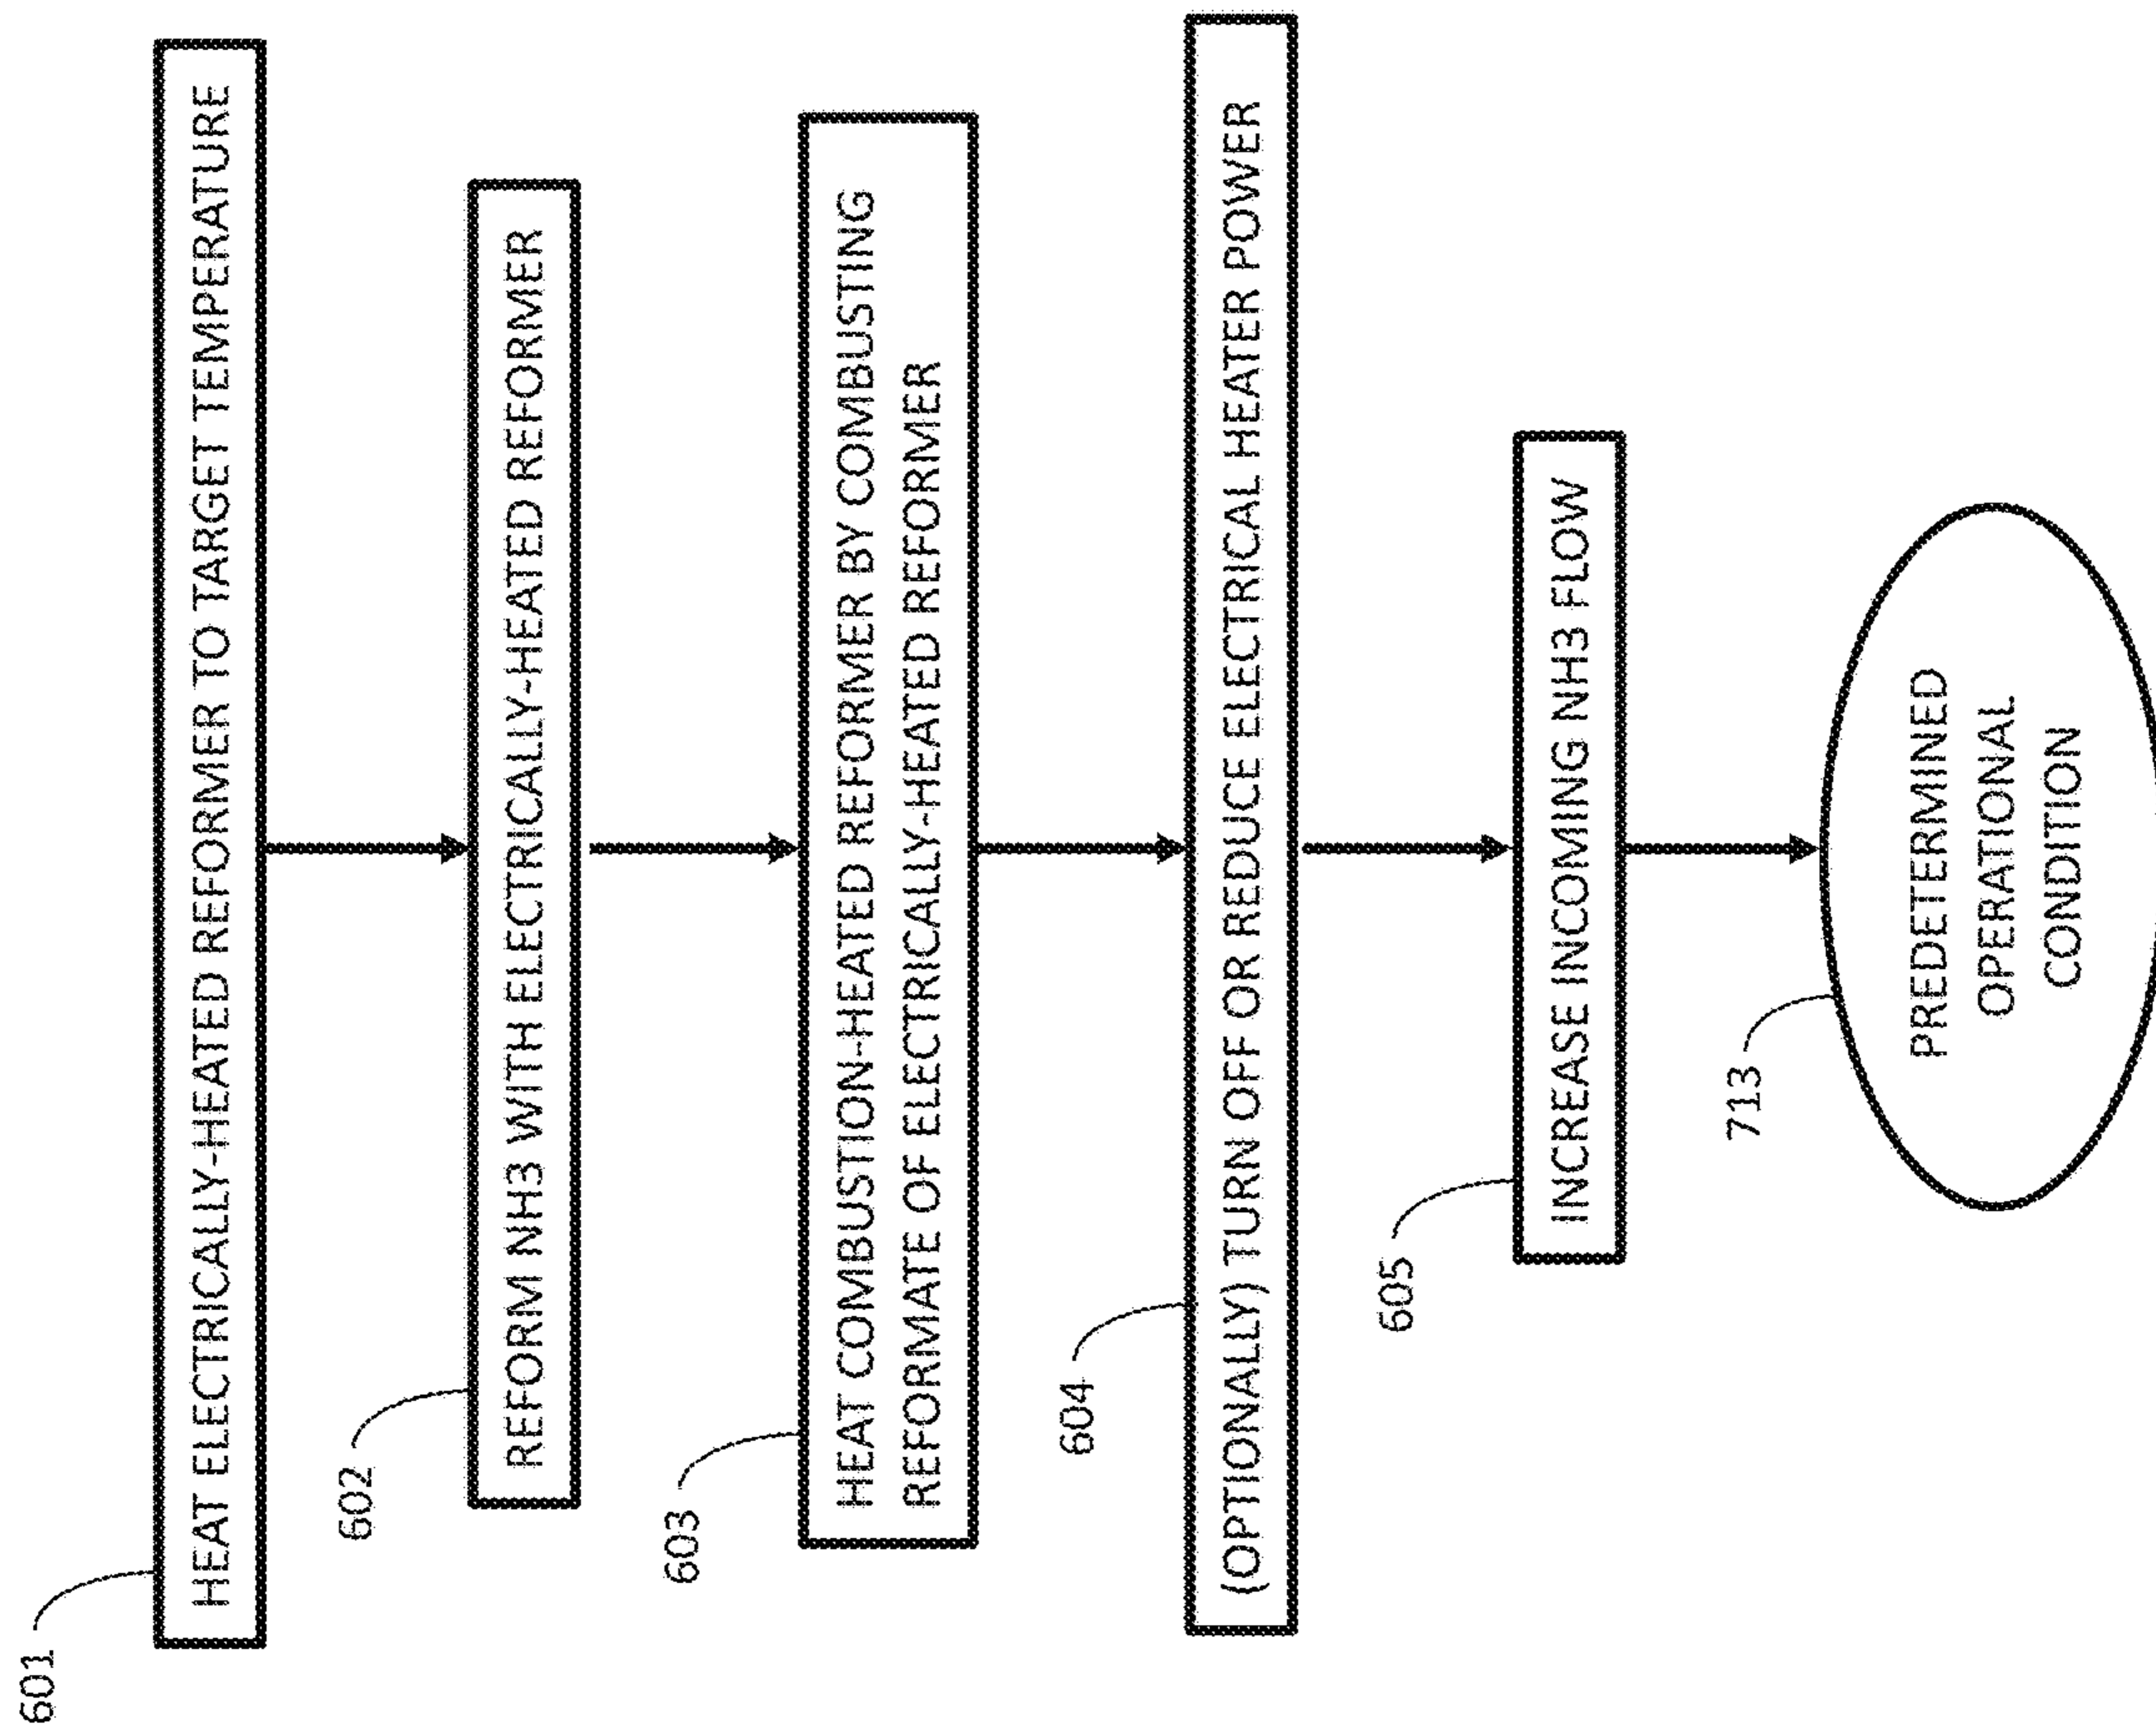 601
HEAT ELECTRICALLY-HEATED REFORMER TO TARGET TEMPERATURE
602
REFORM NH3 WITH ELECTRICALLY-HEATED REFORMER
603
HEAT COMBUSTION-HEATED REFORMER BY COMBUSTING
REFORMATE OF ELECTRICALLY-HEATED REFORMER
604
(OPTIONALLY) TURN OFF OR REDUCE ELECTRICAL HEATER POWER
605
INCREASE INCOMING NH3 FLOW
713
PREDETERMINED
OPERATIONAL
CONDITION